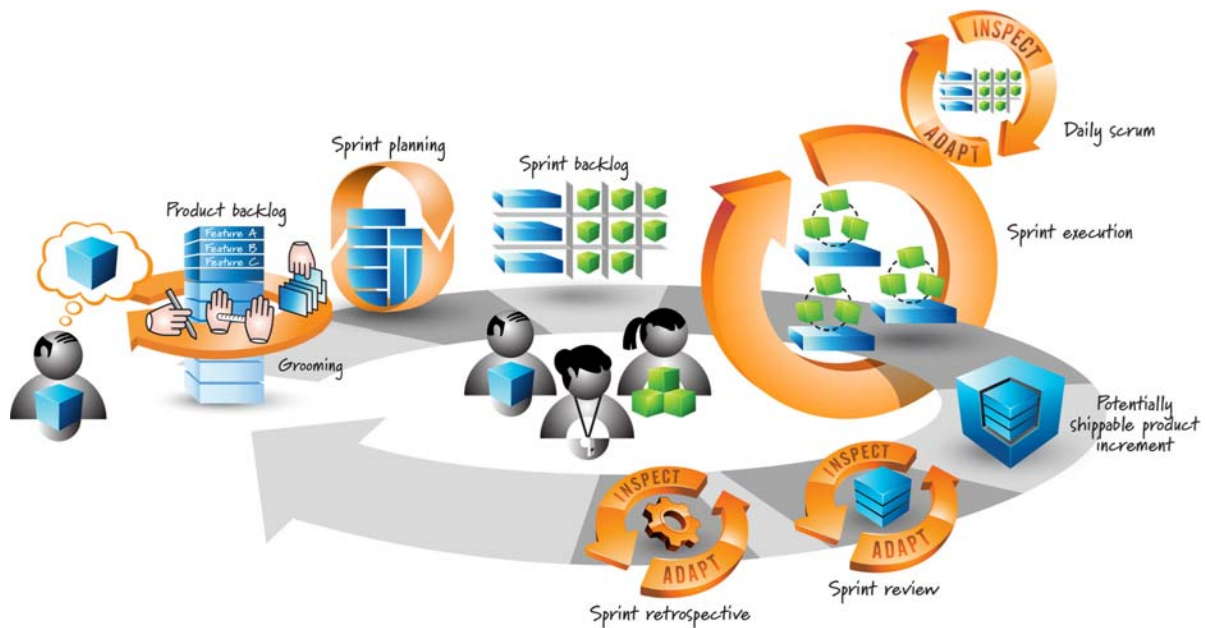 INSPECT
ADAPT
Daily scrum
Sprint planning
Sprint backlog
Product backlog
Feature A
Feature B
Feature C
Sprint execution
Grooming
Potentially
shippable product
increment
INSPECT
ADAPT
Sprint review
INSPECT
ADAPT
Sprint retrospective